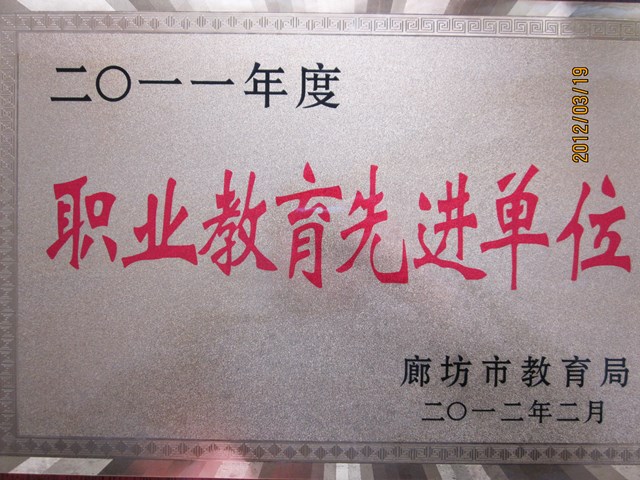 二〇一一年度
2012/03/19
职业教育先进单位
廊坊市教育局
二〇一二年二月